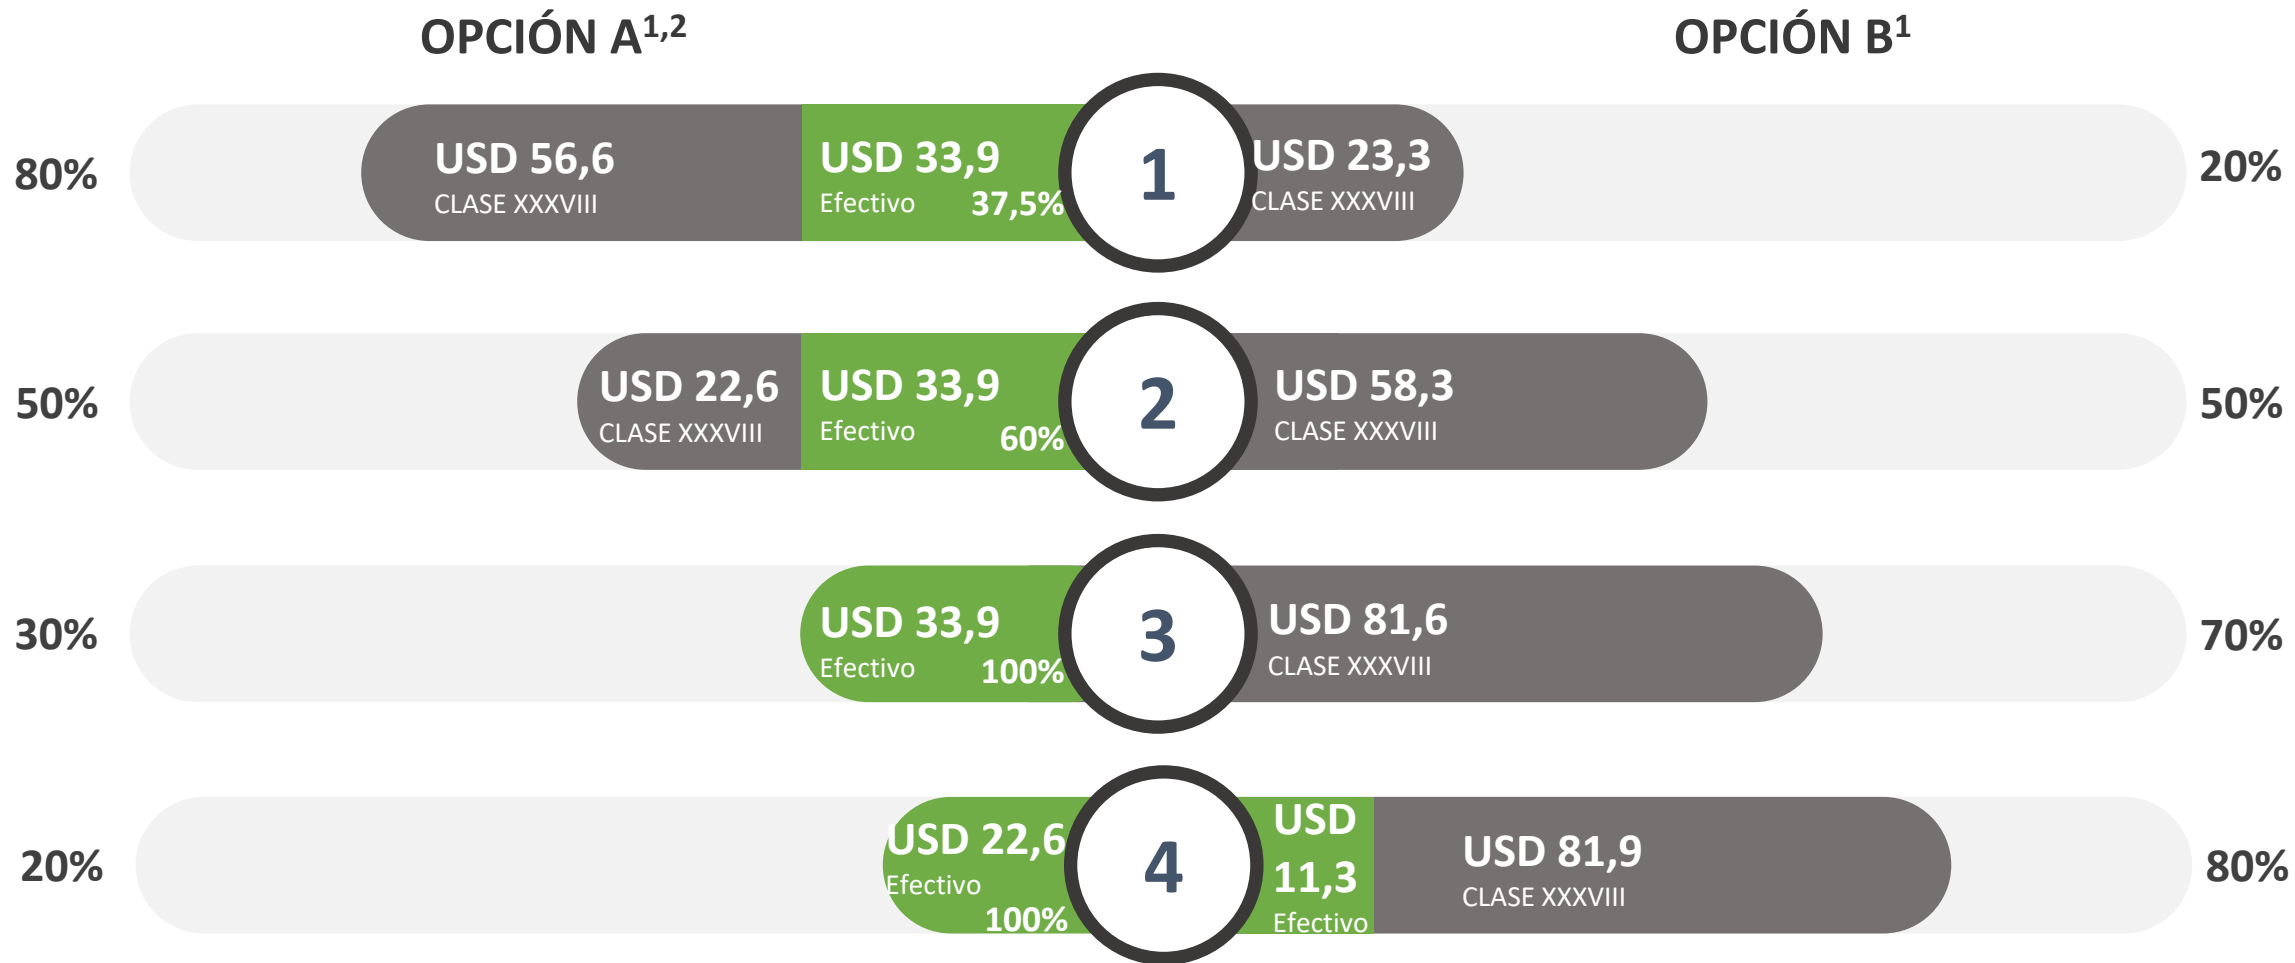 OPCIÓN A1,2
OPCIÓN B1
80%
USD 56,6
CLASE XXXVIII
USD 33,9
Efectivo 37,5%
1
USD 23,3
CLASE XXXVIII
20%
50%
USD 22,6
CLASE XXXVIII
USD 33,9
Efectivo 60%
2
USD 58,3
CLASE XXXVIII
50%
30%
USD 33,9
Efectivo 100%
3
USD 81,6
CLASE XXXVIII
70%
20%
USD 22,6
Efectivo
100%
4
USD
11,3
Efectivo
USD 81,9
CLASE XXXVIII
80%